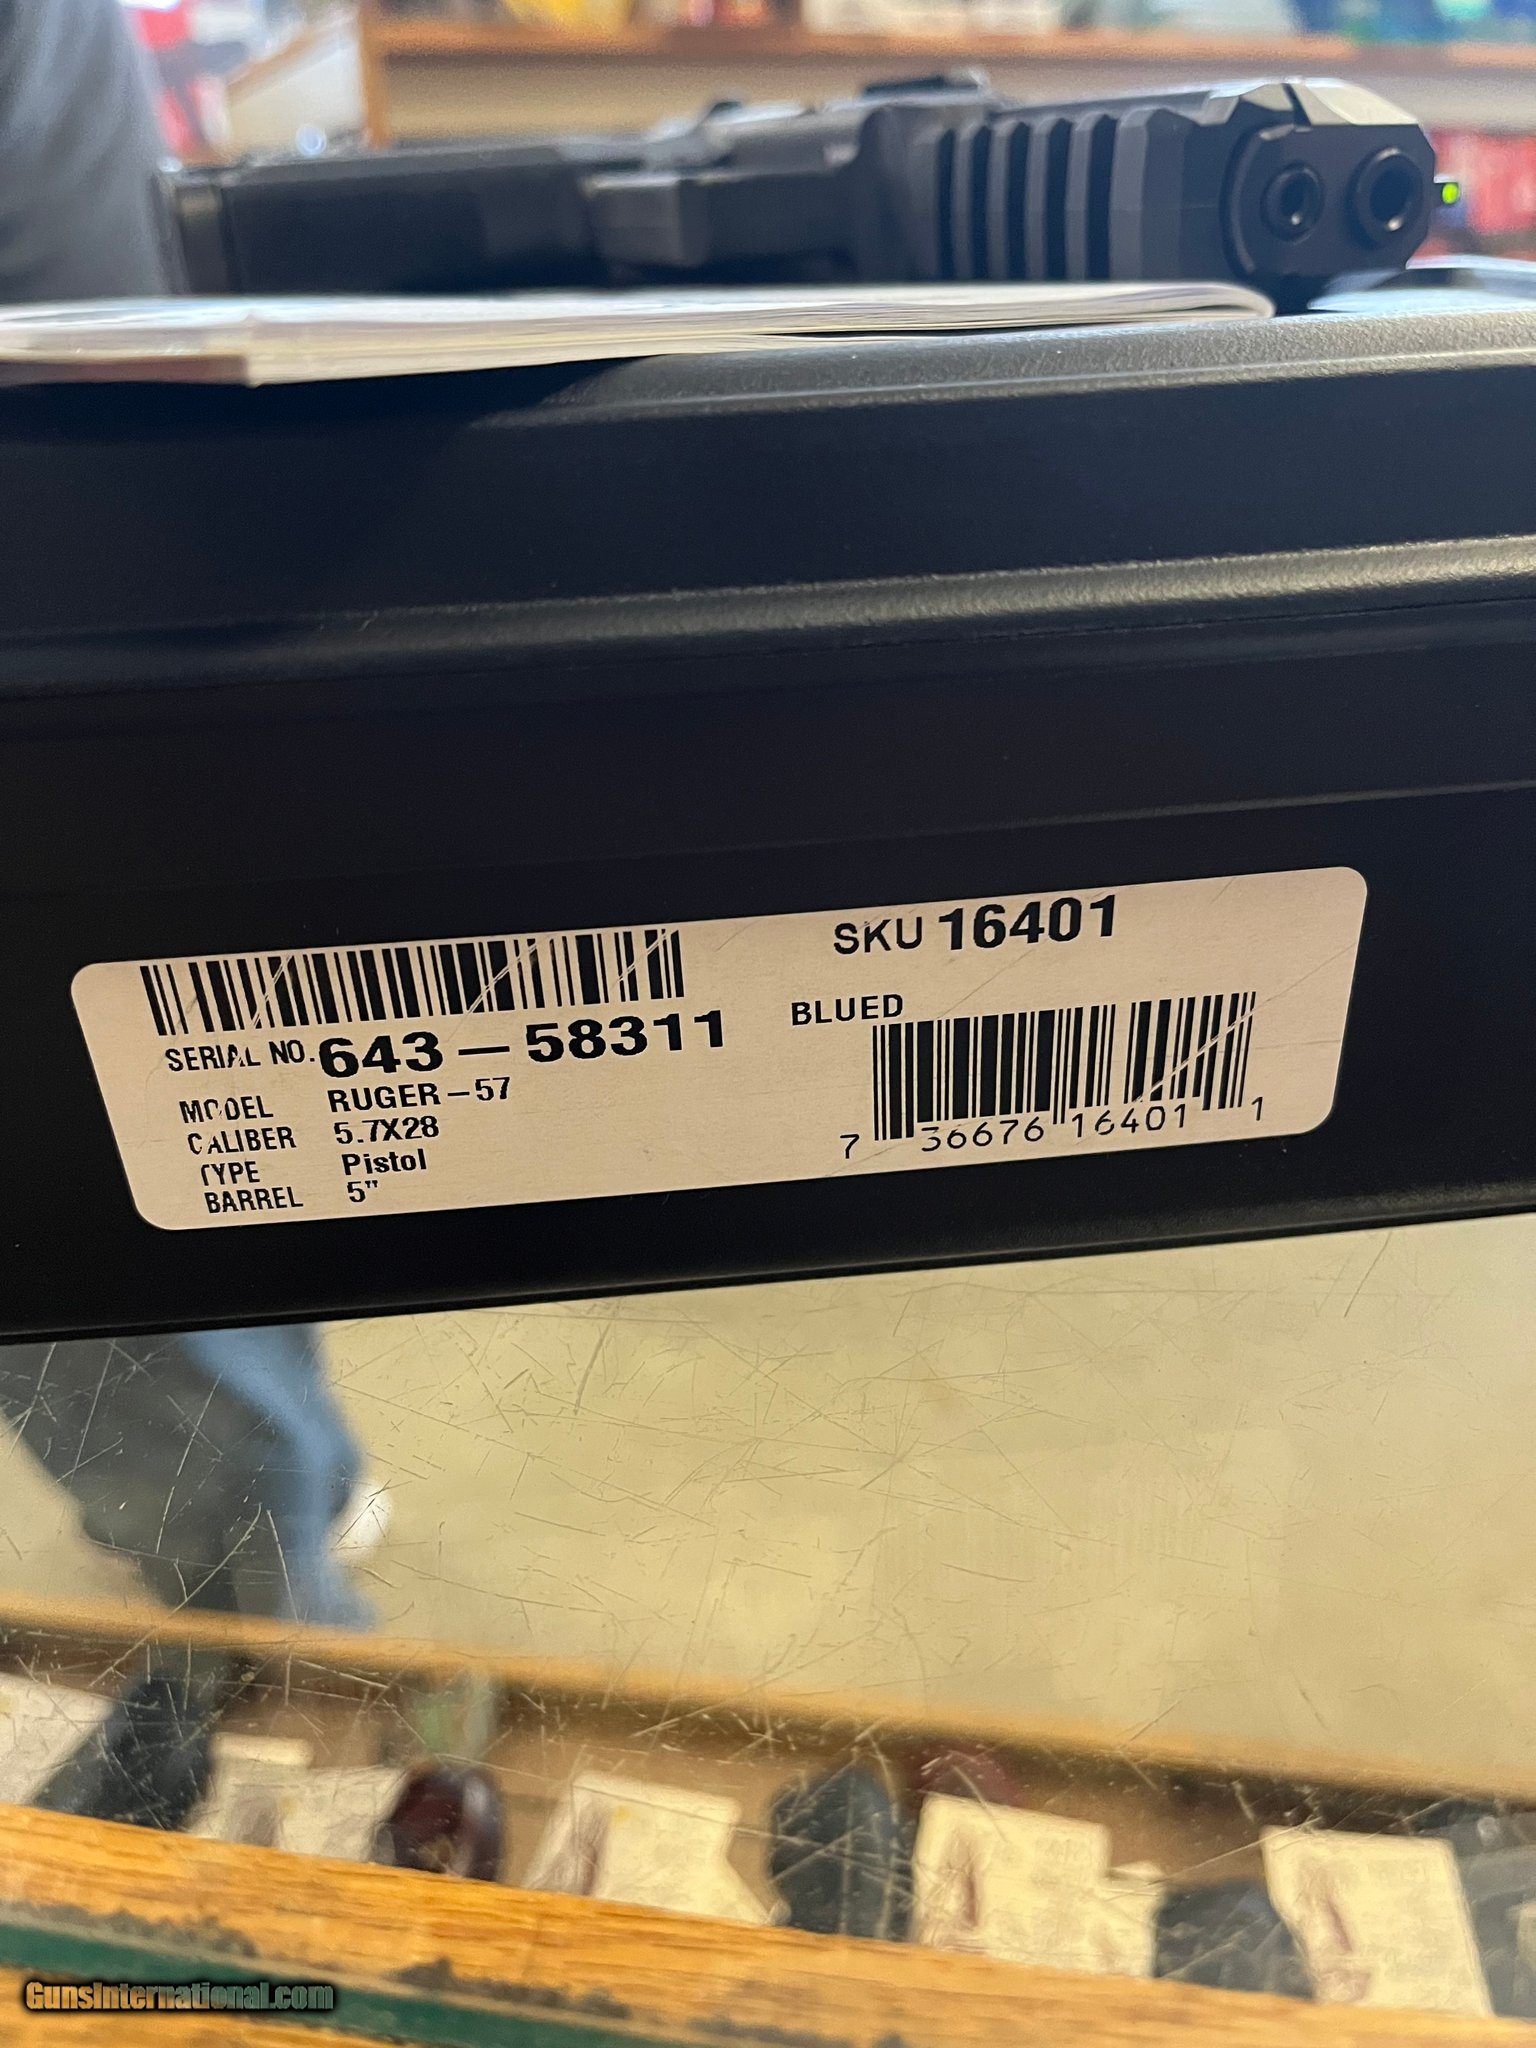 SKU 16401
SERIAL NO. 643-58311
BLUED
MODEL RUGER-57
CALIBER 5.7X28
TYPE Pistol
BARREL 5"
7 36676 16401 1
GunsInternational.com